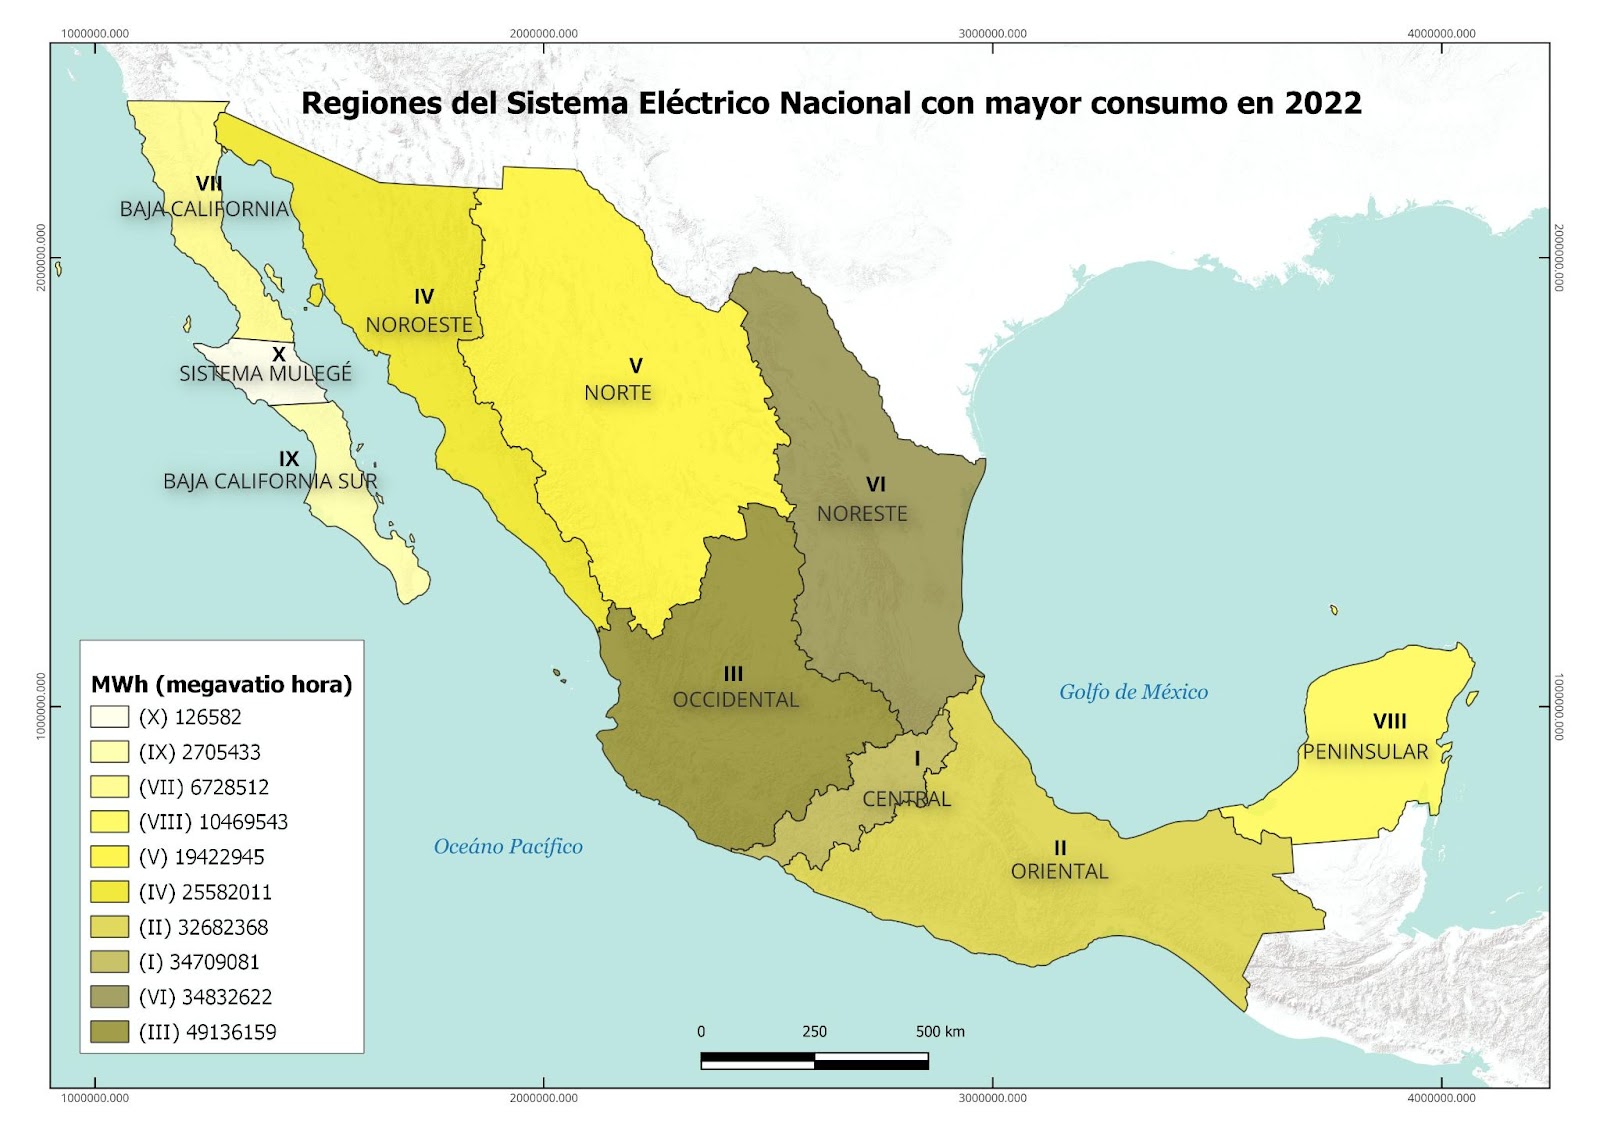 1000000.000
2000000.000
3000000.000
4000000.000
Regiones del Sistema Eléctrico Nacional con mayor consumo en 2022
2000000.000
2000000.000
VII
BAJA CALIFORNIA
IV
NOROESTE
X
SISTEMA MULEGÉ
V
NORTE
IX
BAJA CALIFORNIA SUR
VI
NORESTE
III
OCCIDENTAL
Golfo de México
VIII
PENINSULAR
I
CENTRAL
Oceáno Pacífico
II
ORIENTAL
1000000.000
1000000.000
MWh (megavatio hora)
(X) 126582
(IX) 2705433
(VII) 6728512
(VIII) 10469543
(V) 19422945
(IV) 25582011
(II) 32682368
(I) 34709081
(VI) 34832622
(III) 49136159
0 250 500 km
1000000.000
2000000.000
3000000.000
4000000.000